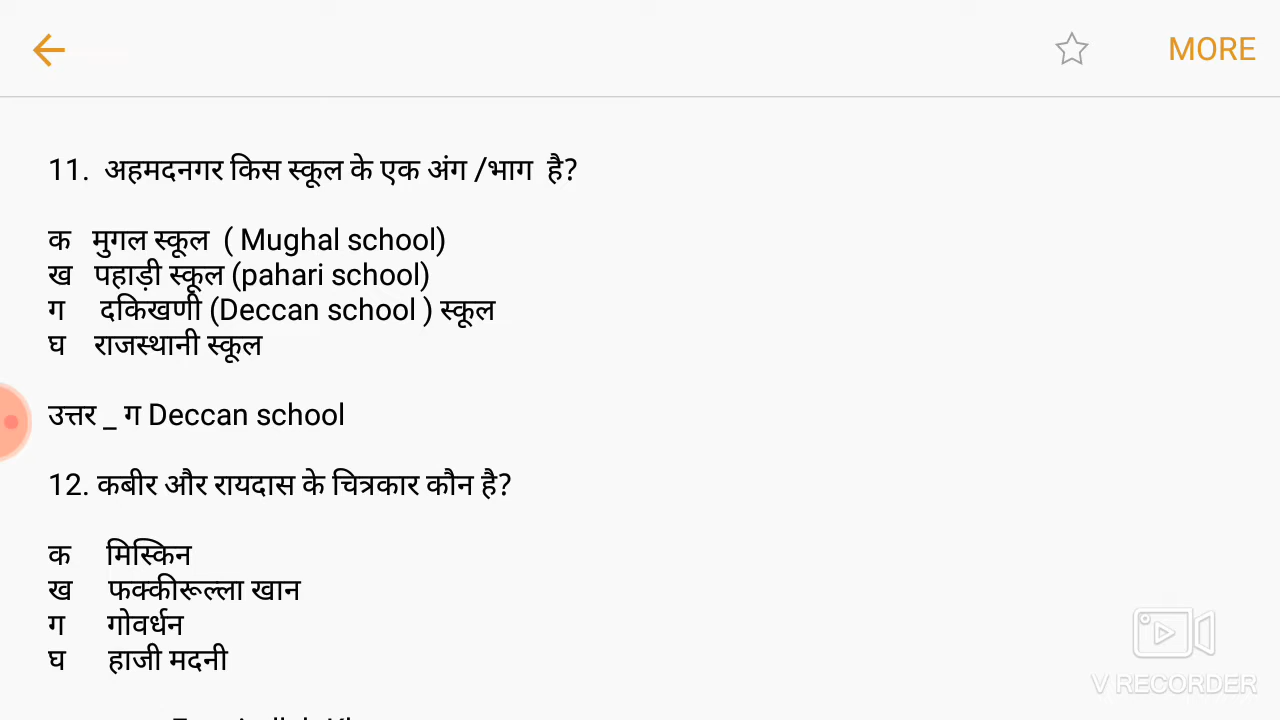 MORE
11. अहमदनगर किस स्कूल के एक अंग /भाग है?
क मुगल स्कूल ( Mughal school)
ख पहाड़ी स्कूल (pahari school)
ग दकिखणी (Deccan school ) स्कूल
घ राजस्थानी स्कूल
उत्तर _ ग Deccan school
12. कबीर और रायदास के चित्रकार कौन है?
क मिस्किन
ख फक्कीरूल्ला खान
ग गोवर्धन
घ हाजी मदनी
V RECORDER